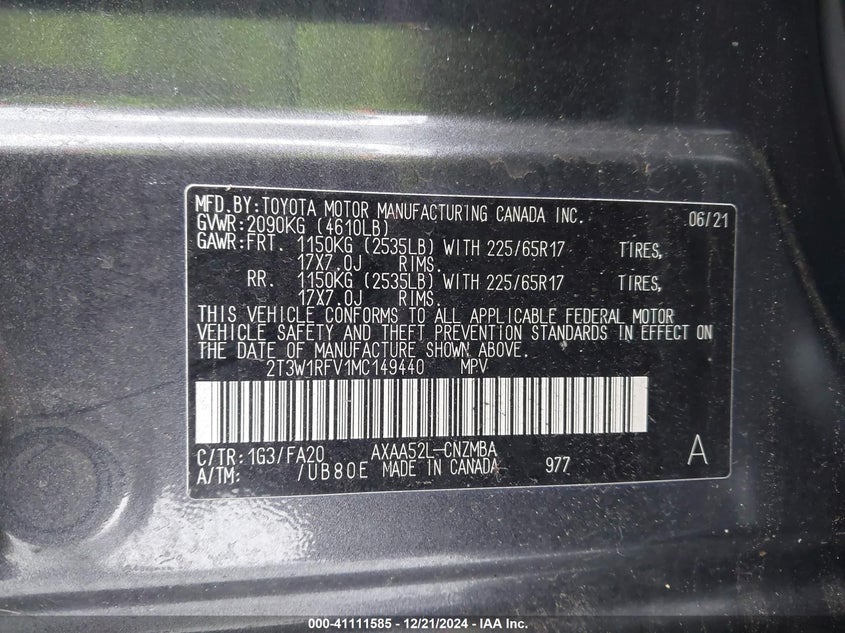 MFD.BY:TOYOTA MOTOR MANUFACTURING CANADA INC. 06/21
GVWR:2090KG (4610LB)
GAWR:FRT. 1150KG (2535LB) WITH 225/65R17 TIRES,
17X7.0J RIMS.
RR. 1150KG (2535LB) WITH 225/65R17 TIRES,
17X7.0J RIMS.
THIS VEHICLE CONFORMS TO ALL APPLICABLE FEDERAL MOTOR
VEHICLE SAFETY AND THEFT PREVENTION STANDARDS IN EFFECT ON
THE DATE OF MANUFACTURE SHOWN ABOVE.
2T3W1RFV1MC149440 MPV
C/TR:1G3/FA20 AXAA52L-CNZMBA
A/TM: /UB80E MADE IN CANADA 977 A
000-41111585 - 12/21/2024 - IAA Inc.